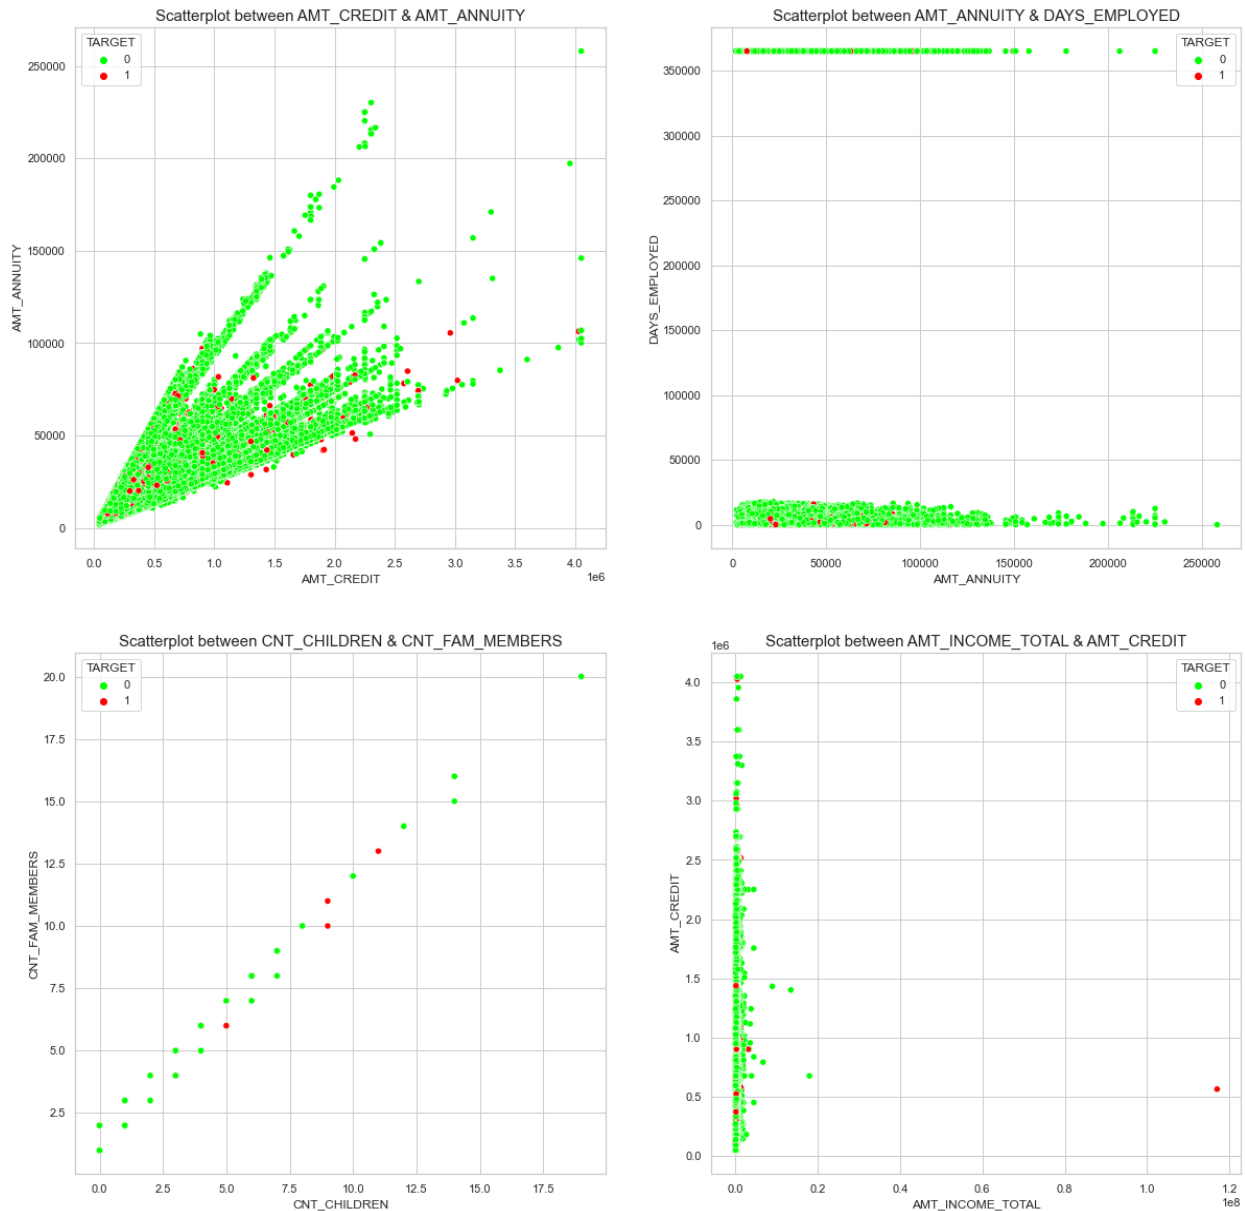 Scatterplot between AMT_CREDIT & AMT_ANNUITY
TARGET
0
1
250000
200000
150000
100000
50000
0
AMT_ANNUITY
0.0 0.5 1.0 1.5 2.0 2.5 3.0 3.5 4.0
1e6
AMT_CREDIT
Scatterplot between AMT_ANNUITY & DAYS_EMPLOYED
TARGET
0
1
350000
300000
250000
200000
150000
100000
50000
0
DAYS_EMPLOYED
0 50000 100000 150000 200000 250000
AMT_ANNUITY
Scatterplot between CNT_CHILDREN & CNT_FAM_MEMBERS
TARGET
0
1
20.0
17.5
15.0
12.5
10.0
7.5
5.0
2.5
CNT_FAM_MEMBERS
0.0 2.5 5.0 7.5 10.0 12.5 15.0 17.5
CNT_CHILDREN
1e6
Scatterplot between AMT_INCOME_TOTAL & AMT_CREDIT
TARGET
0
1
4.0
3.5
3.0
2.5
2.0
1.5
1.0
0.5
0.0
AMT_CREDIT
0.0 0.2 0.4 0.6 0.8 1.0 1.2
1e8
AMT_INCOME_TOTAL